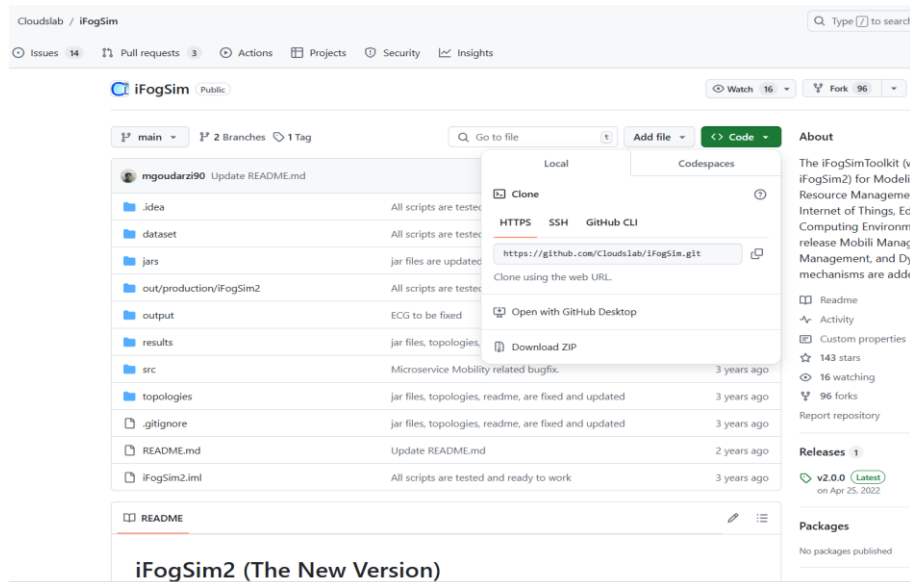 Cloudslab / iFogSim
Type / to search
Issues 14 Pull requests 3 Actions Projects Security Insights
iFogSim Public
Watch 16 Fork 96
main 2 Branches 1 Tag
Go to file t
Add file
<> Code
mgoudarzi90 Update README.md
.idea All scripts are tested
dataset All scripts are tested
jars jar files are updated
out/production/iFogSim2 All scripts are tested
output ECG to be fixed
results jar files, topologies,
src Microservice Mobility related bugfix. 3 years ago
topologies jar files, topologies, readme, are fixed and updated 3 years ago
.gitignore jar files, topologies, readme, are fixed and updated 3 years ago
README.md Update README.md 2 years ago
iFogSim2.iml All scripts are tested and ready to work 3 years ago
Local Codespaces
Clone
HTTPS SSH GitHub CLI
https://github.com/Cloudslab/iFogSim.git
Clone using the web URL.
Open with GitHub Desktop
Download ZIP
README
iFogSim2 (The New Version)
About
The iFogSimToolkit (
iFogSim2) for Modeli
Resource Manageme
Internet of Things, Ed
Computing Environm
release Mobili Manag
Management, and Dy
mechanisms are adde
Readme
Activity
Custom properties
143 stars
16 watching
96 forks
Report repository
Releases 1
v2.0.0 Latest
on Apr 25, 2022
Packages
No packages published